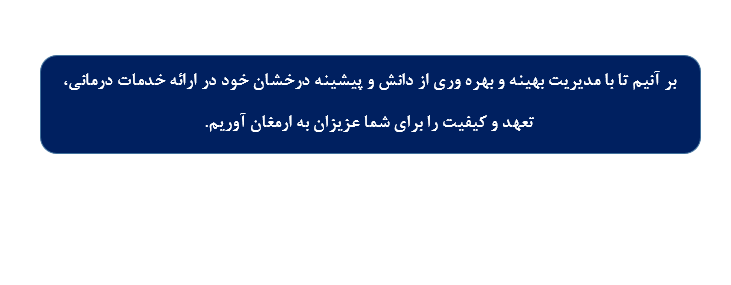 بر آنیم تا با مدیریت بهینه و بهره وری از دانش و پیشینه درخشان خود در ارائه خدمات درمانی،
تعهد و کیفیت را برای شما عزیزان به ارمغان آوریم.